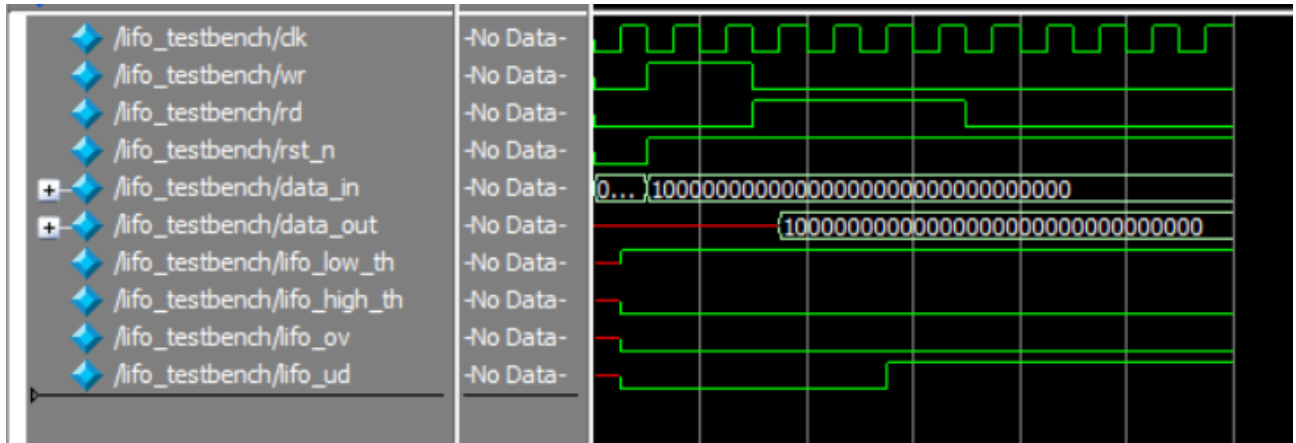 /lifo_testbench/clk -No Data-
/lifo_testbench/wr -No Data-
/lifo_testbench/rd -No Data-
/lifo_testbench/rst_n -No Data-
/lifo_testbench/data_in -No Data- 0... 10000000000000000000000000000000
/lifo_testbench/data_out -No Data- 10000000000000000000000000000000
/lifo_testbench/lifo_low_th -No Data-
/lifo_testbench/lifo_high_th -No Data-
/lifo_testbench/lifo_ov -No Data-
/lifo_testbench/lifo_ud -No Data-